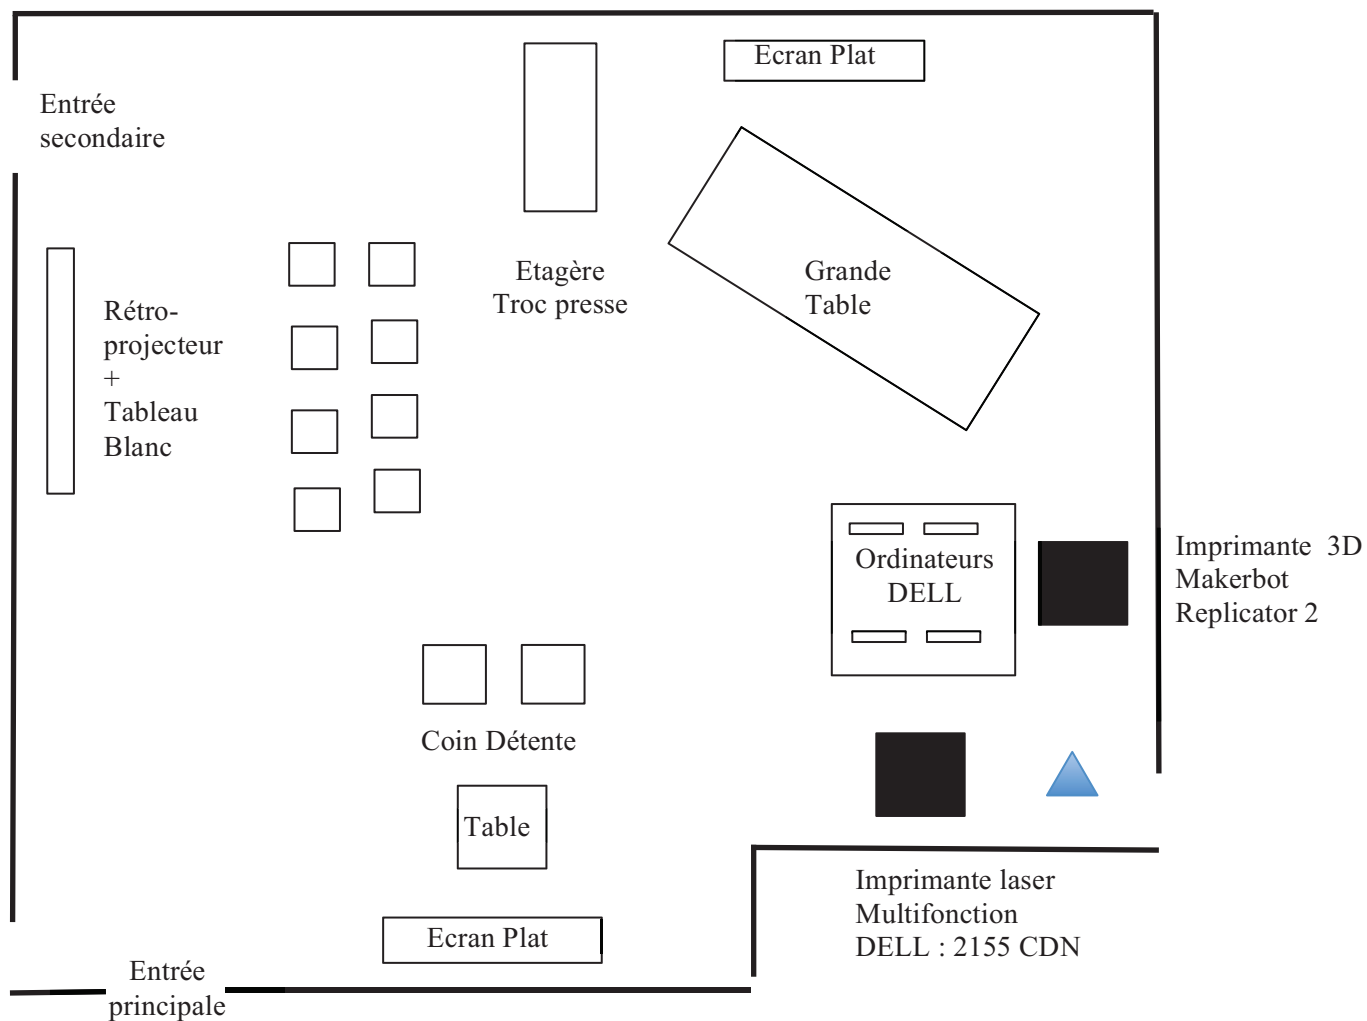 Ecran Plat
Entrée
secondaire
Etagère
Troc presse
Grande
Table
Rétro-
projecteur
+
Tableau
Blanc
Ordinateurs
DELL
Imprimante  3D
Makerbot
Replicator 2
Coin Détente
Table
Imprimante laser
Multifonction
DELL : 2155 CDN
Ecran Plat
Entrée
principale